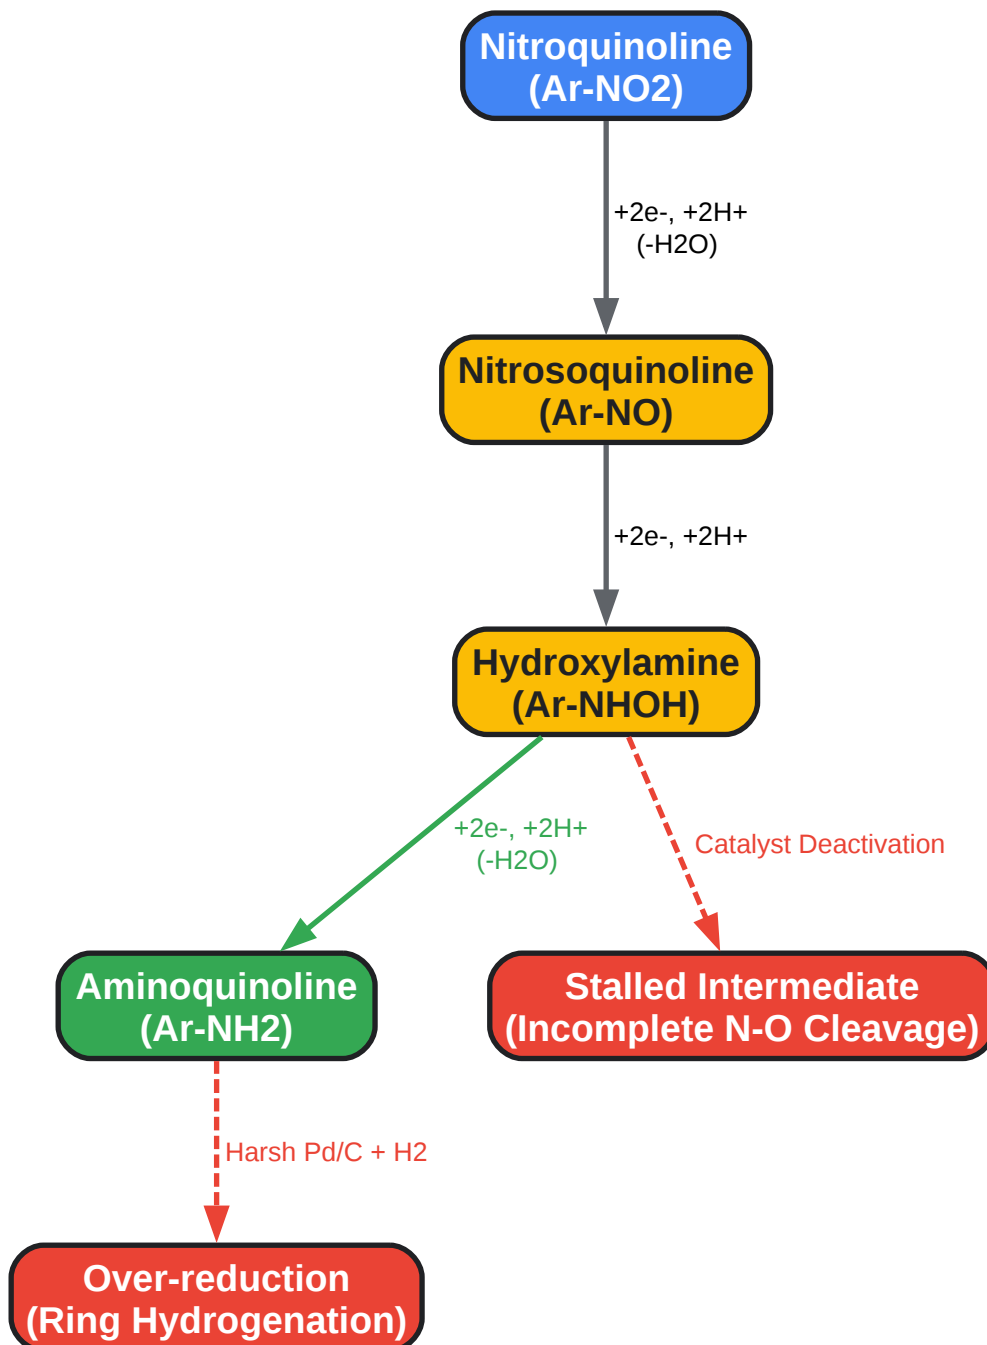 Nitroquinoline
(Ar-NO2)
+2e-, +2H+
(-H2O)
Nitrosoquinoline
(Ar-NO)
+2e-, +2H+
Hydroxylamine
(Ar-NHOH)
+2e-, +2H+
(-H2O)
Catalyst Deactivation
Aminoquinoline
(Ar-NH2)
Stalled Intermediate
(Incomplete N-O Cleavage)
Harsh Pd/C + H2
Over-reduction
(Ring Hydrogenation)